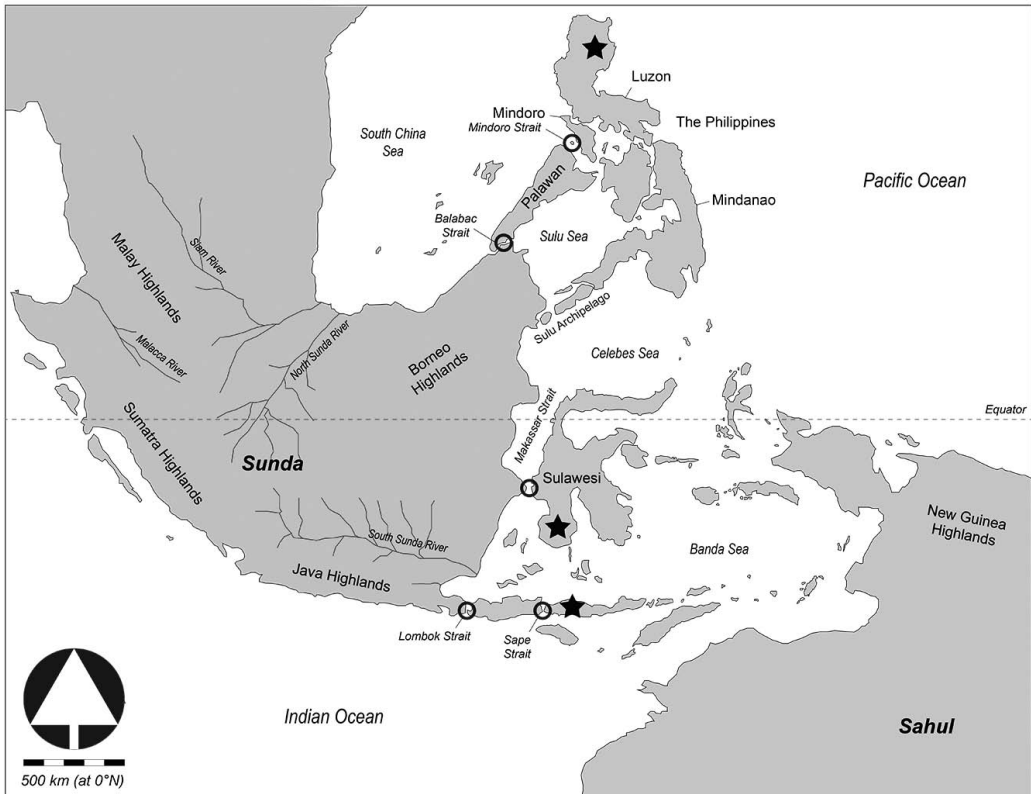 Luzon
Mindoro
Mindoro Strait
The Philippines
South China
Sea
Pacific Ocean
Palawan
Mindanao
Balabac
Strait
Sulu Sea
Siam River
Malay Highlands
Sulu Archipelago
Malacca River
North Sunda River
Borneo
Highlands
Celebes Sea
Makassar Strait
Equator
Sumatra Highlands
Sunda
Sulawesi
New Guinea
Highlands
South Sunda River
Banda Sea
Java Highlands
Lombok Strait
Sape
Strait
Indian Ocean
Sahul
500 km (at 0°N)